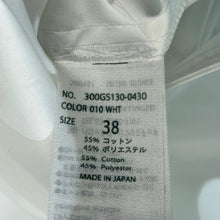 NO. 300GS130-0430
COLOR 010 WHT
SIZE 38
55% コットン
45% ポリエステル
55% Cotton
45% Polyester
MADE IN JAPAN